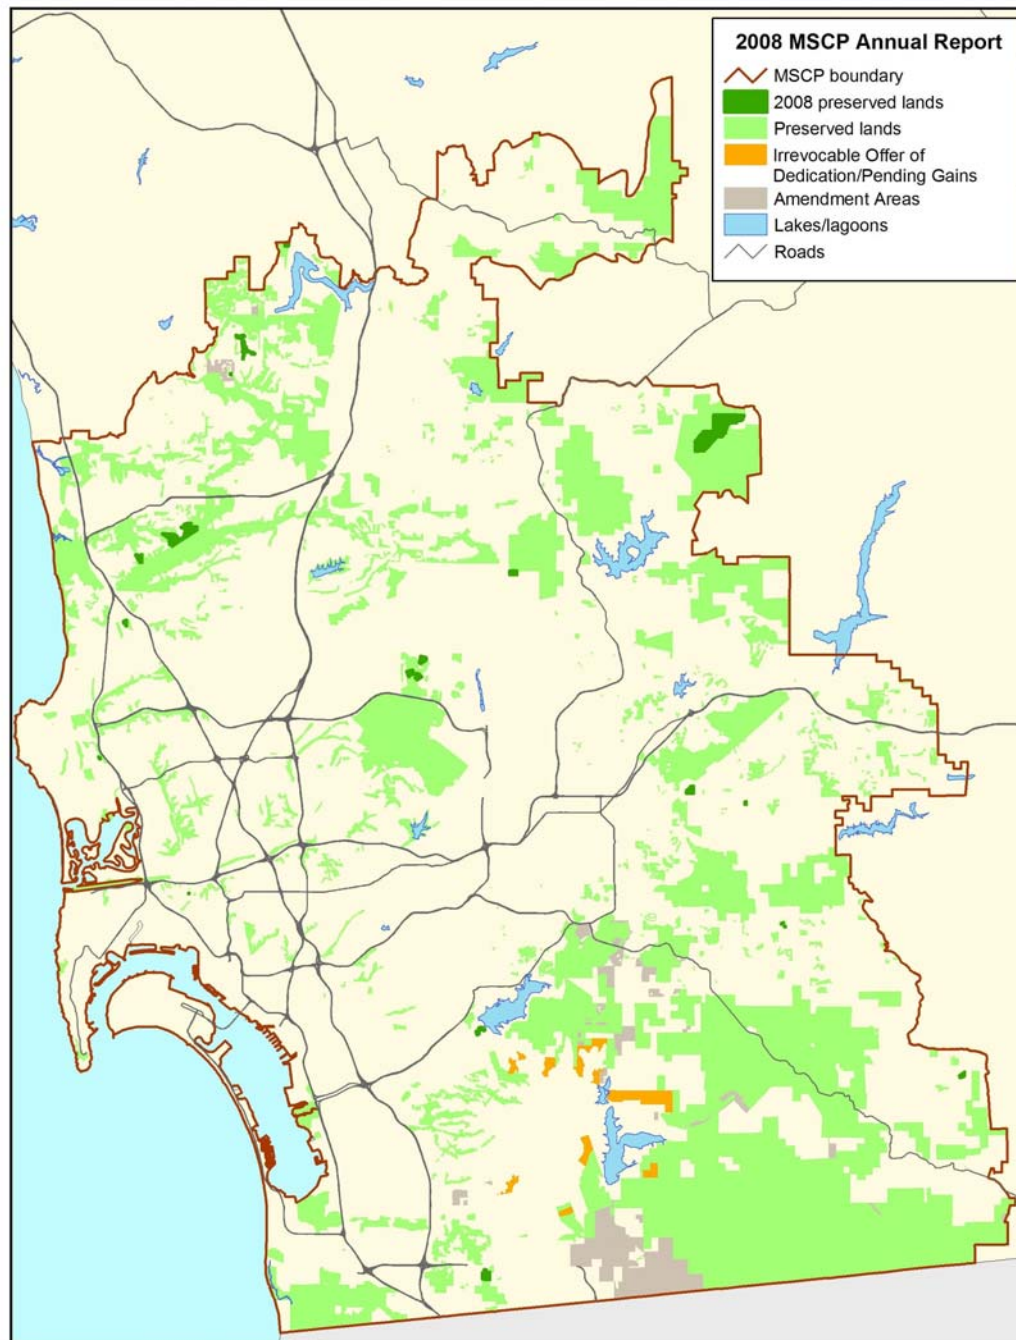 2008 MSCP Annual Report
MSCP boundary
2008 preserved lands
Preserved lands
Irrevocable Offer of
Dedication/Pending Gains
Amendment Areas
Lakes/lagoons
Roads